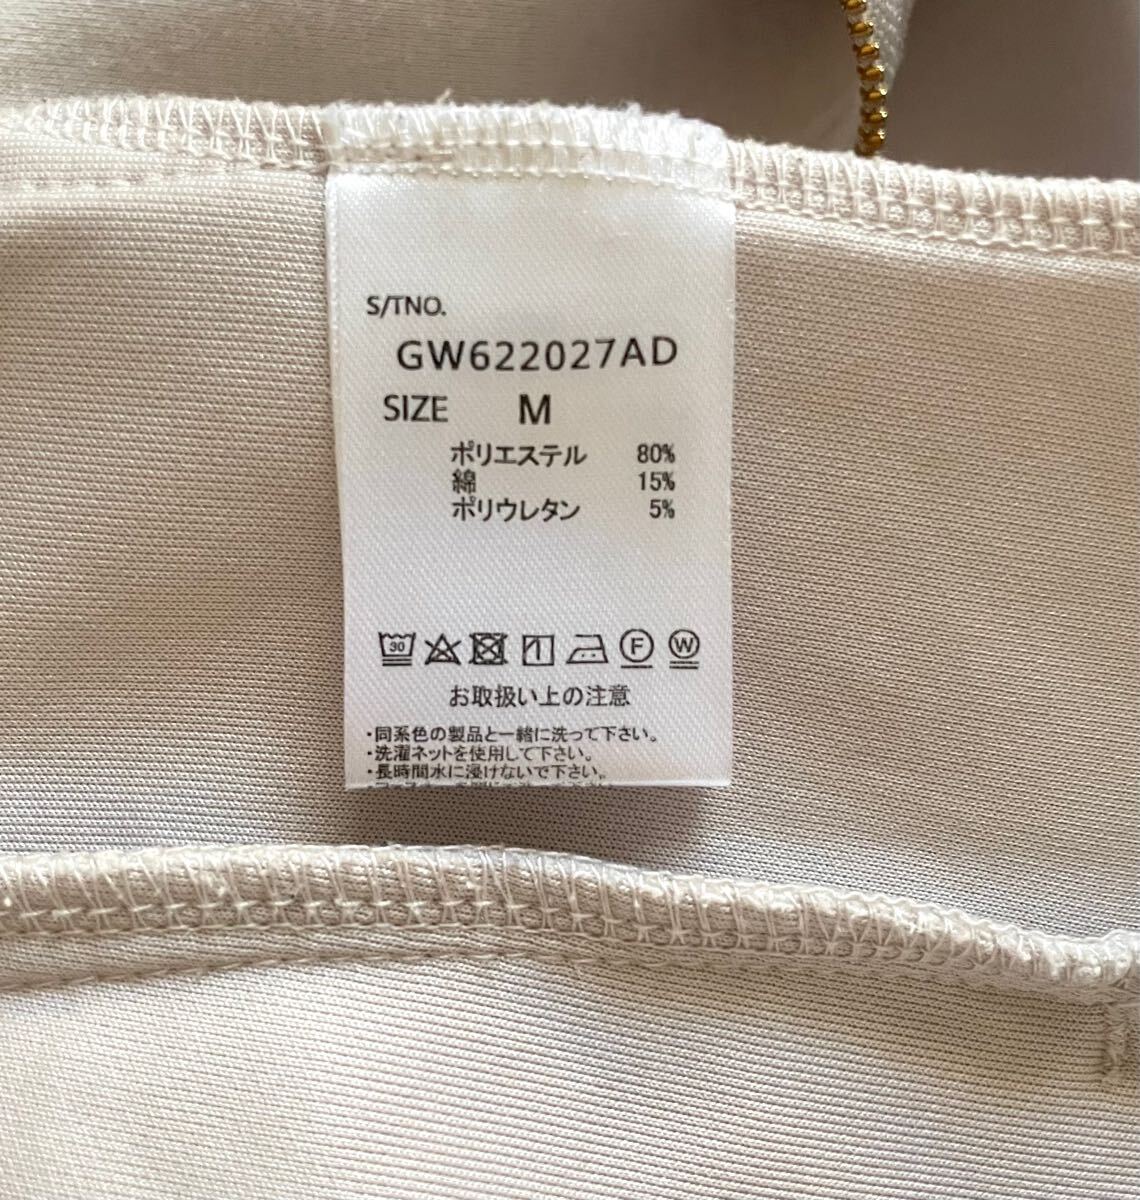 S/TNO.
GW622027AD
SIZE M
ポリエステル 80%
綿 15%
ポリウレタン 5%
30 F W
お取扱い上の注意
・同系色の製品と一緒に洗って下さい。
・洗濯ネットを使用して下さい。
・長時間水に浸けないで下さい。